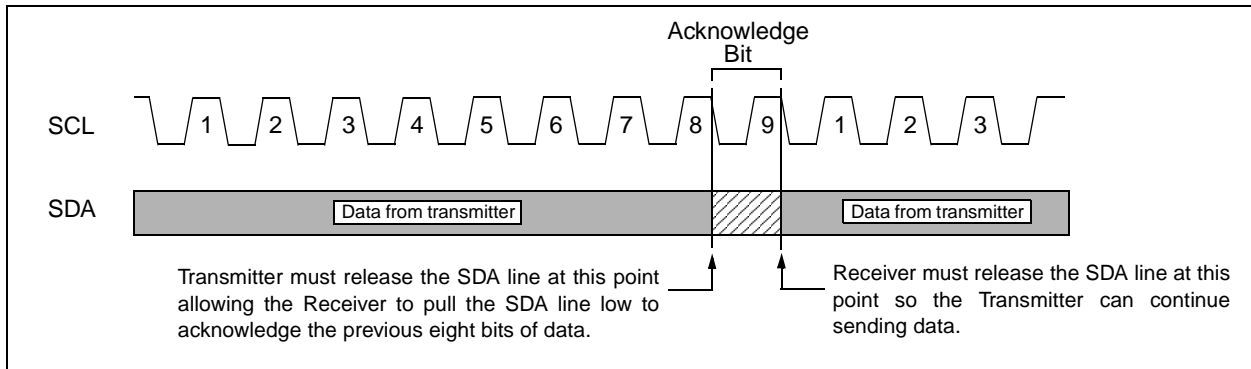 Acknowledge
Bit
SCL
1 2 3 4 5 6 7 8 9 1 2 3
SDA
Data from transmitter
Data from transmitter
Transmitter must release the SDA line at this point
allowing the Receiver to pull the SDA line low to
acknowledge the previous eight bits of data.
Receiver must release the SDA line at this
point so the Transmitter can continue
sending data.